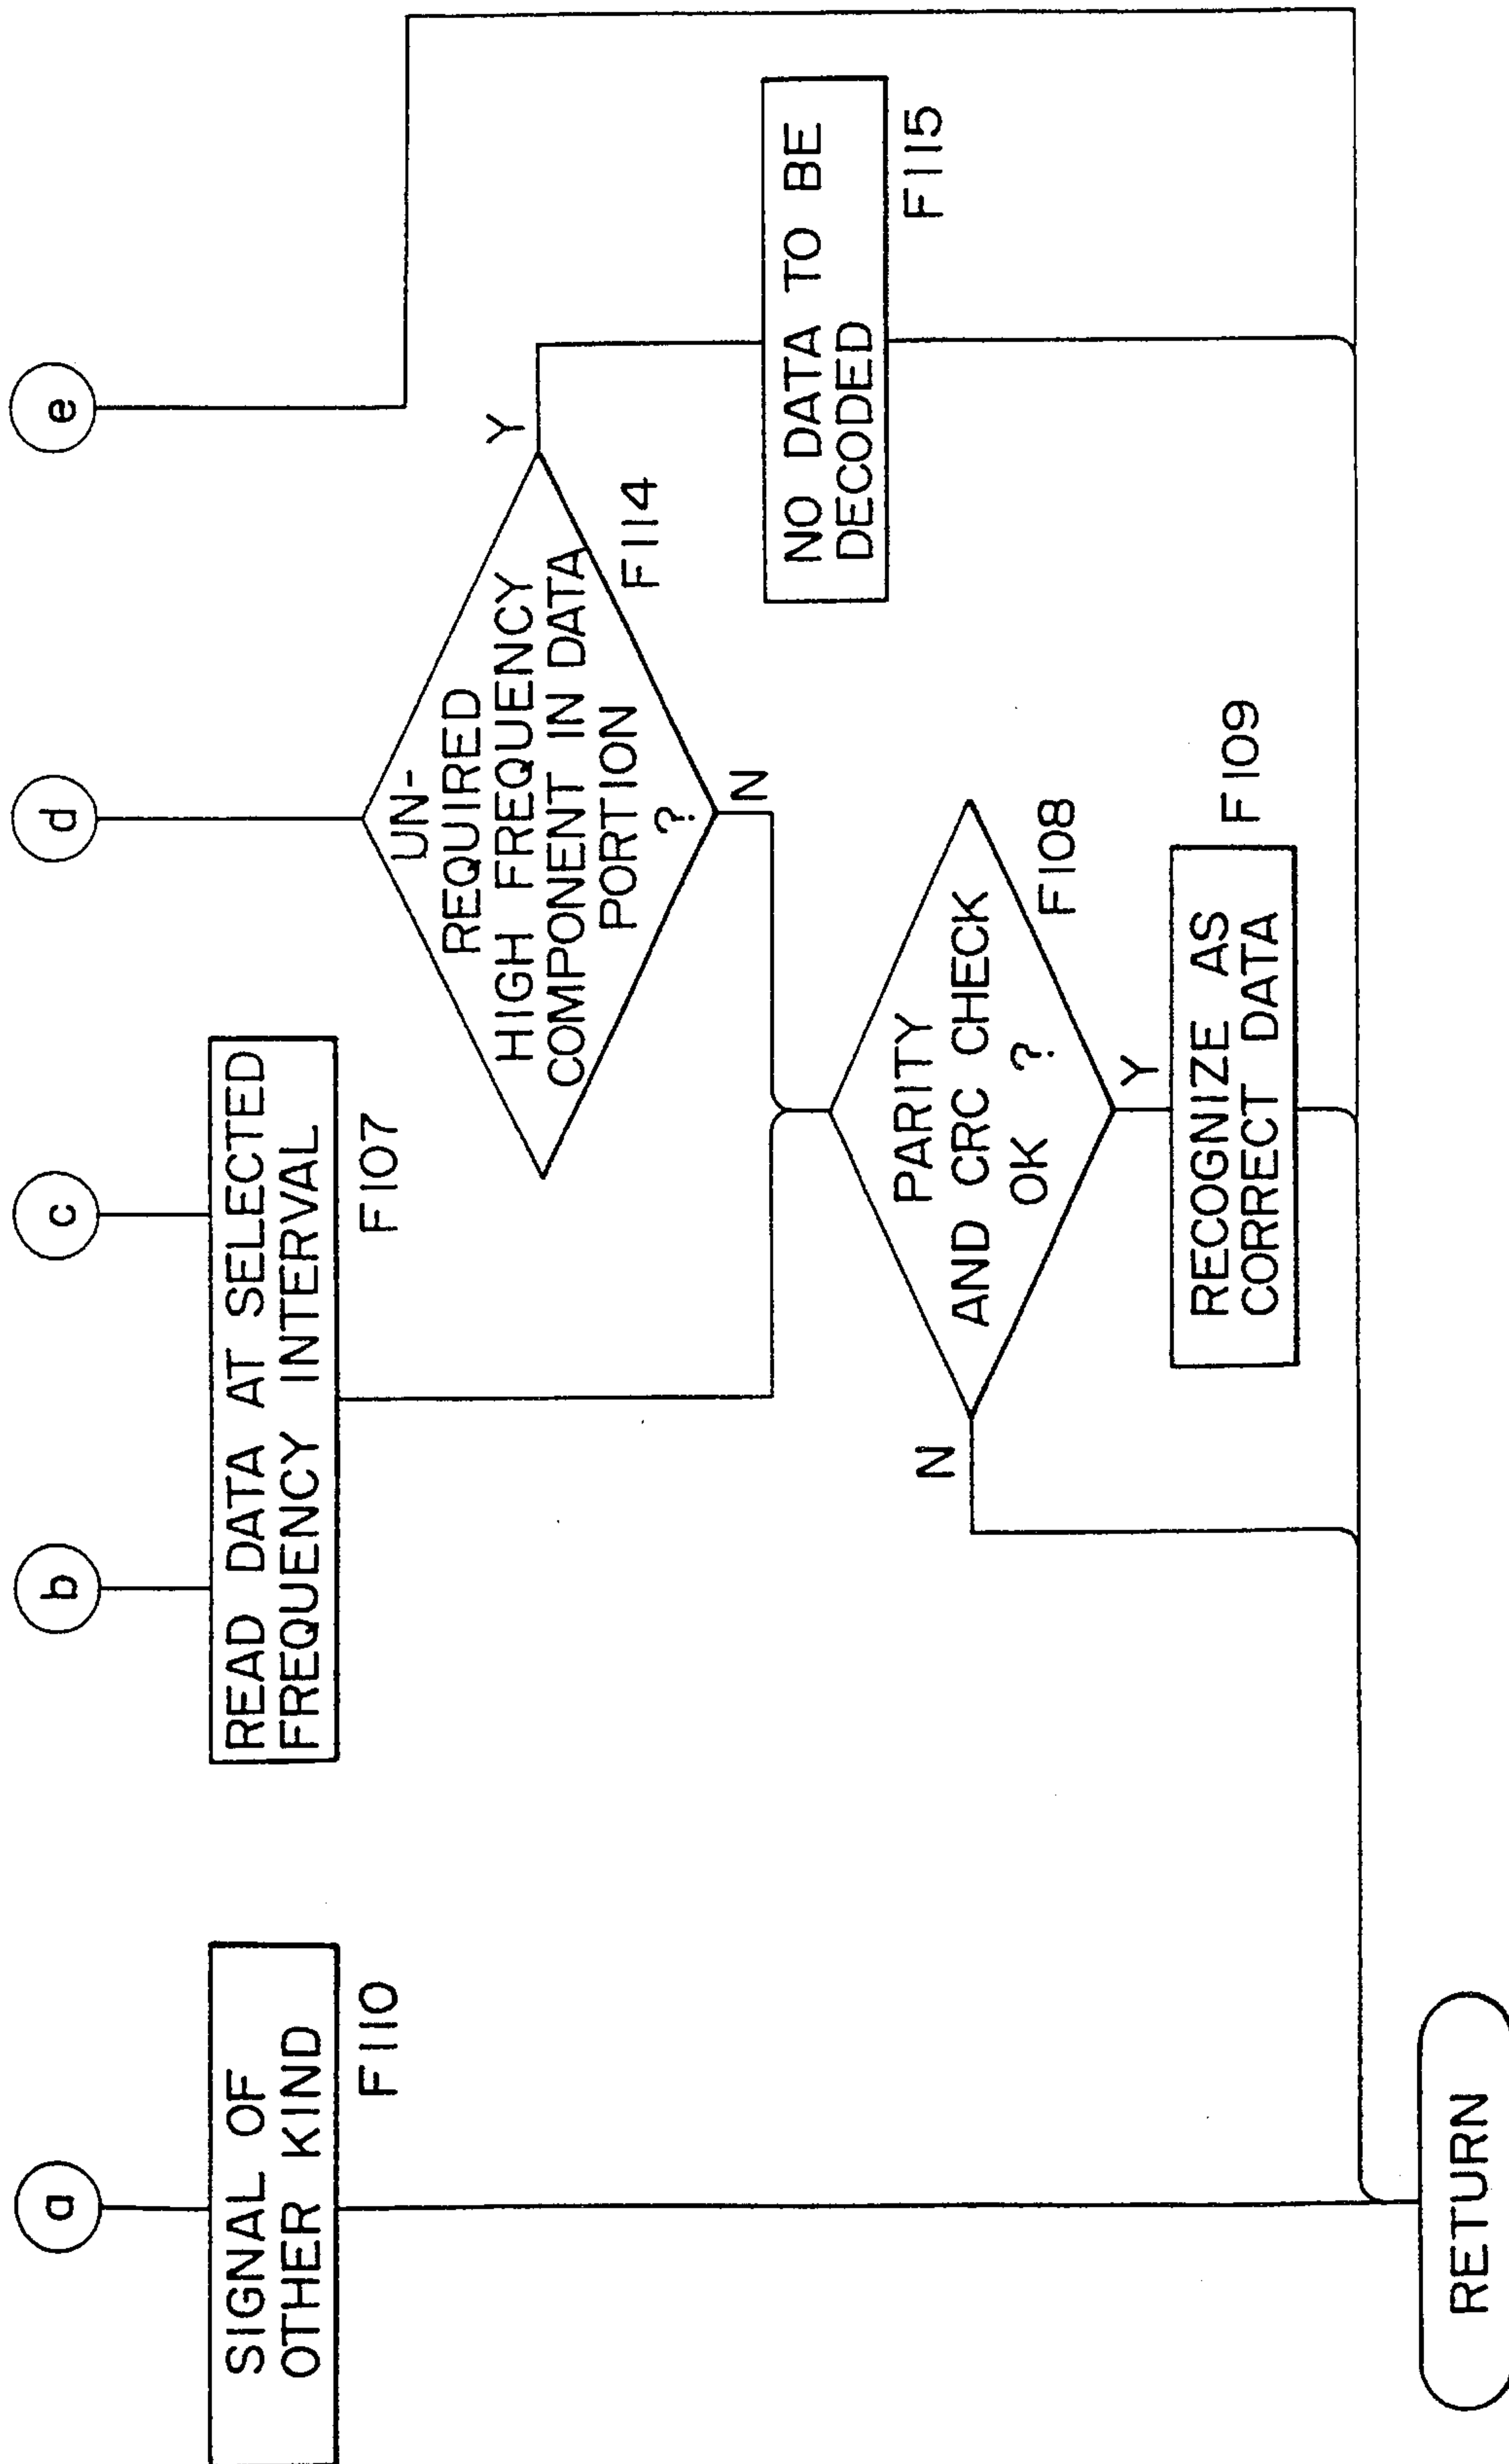 a
b
c
d
e
SIGNAL OF
OTHER KIND
F110
READ DATA AT SELECTED
FREQUENCY INTERVAL
F107
UN-
REQUIRED
HIGH FREQUENCY
COMPONENT IN DATA
PORTION
?
F114
Y
N
NO DATA TO BE
DECODED
F115
PARITY
AND CRC CHECK
OK ?
F108
N
Y
RECOGNIZE AS
CORRECT DATA
F109
RETURN